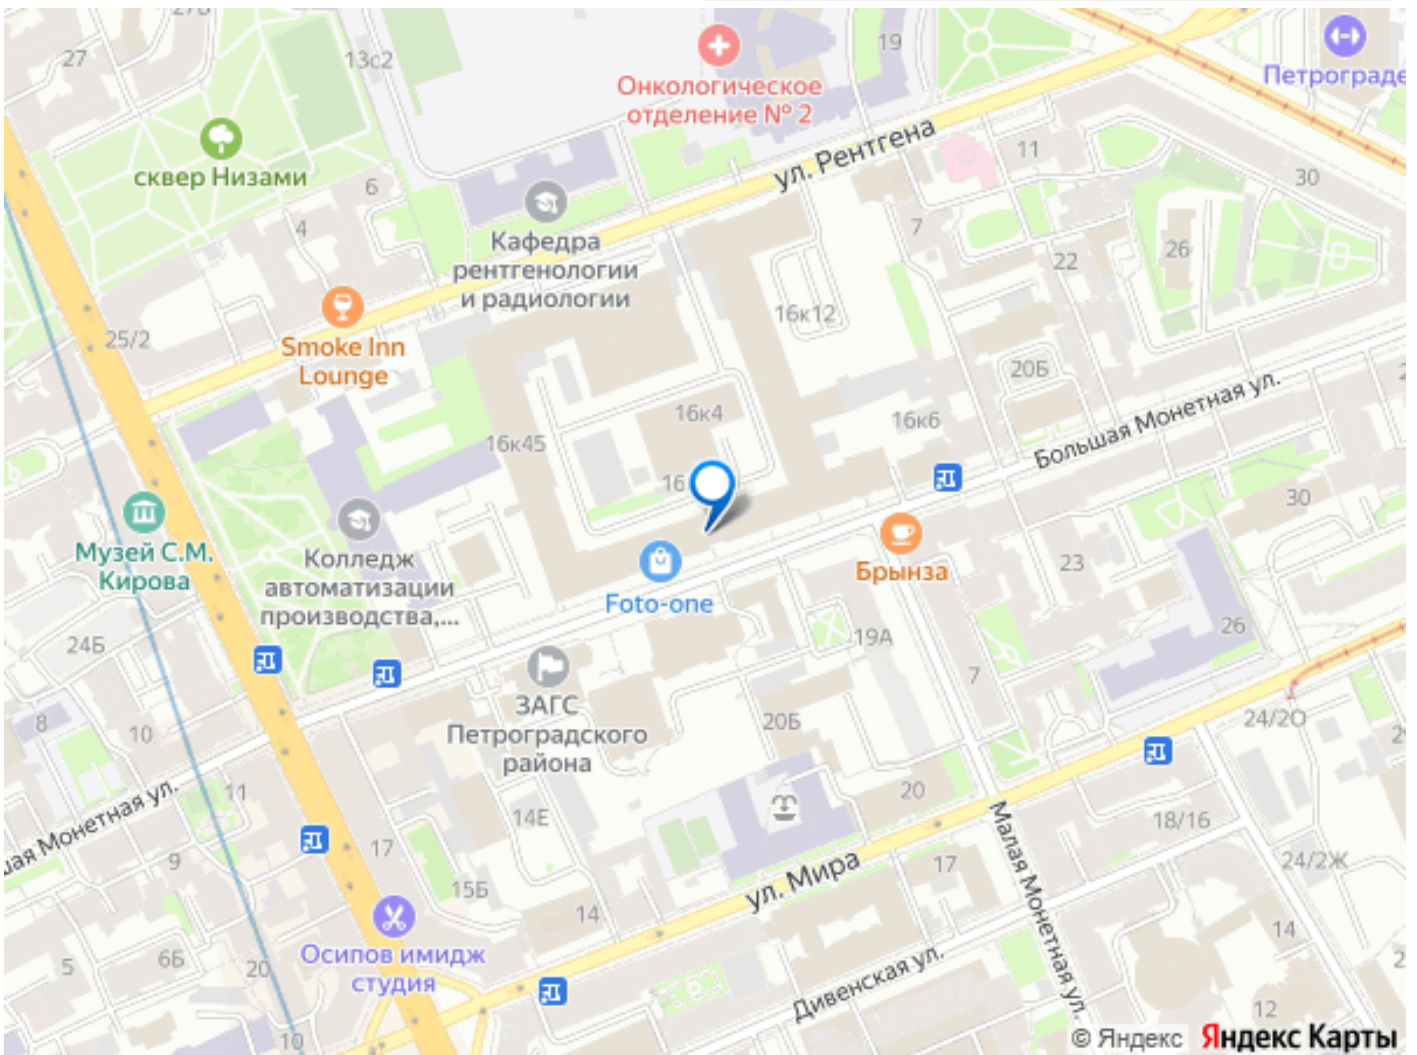 27
13с2
19
Онкологическое
отделение № 2
Петрограде
сквер Низами
6
4
ул. Рентгена
11
30
Кафедра
рентгенологии
и радиологии
7
22
26
16к12
25/2
Smoke Inn
Lounge
20Б
16к4
16к45
16к6
Большая Монетная ул.
16
30
Музей С.М.
Кирова
Колледж
автоматизации
производства,...
Foto-one
Брынза
23
24Б
19А
26
8
10
ЗАГС
Петроградского
района
7
20Б
24/2О
11
14Е
20
18/16
ая Монетная ул.
9
17
15Б
14
ул. Мира
17
Малая Монетная ул.
24/2Ж
5
6Б
20
Осипов имидж
студия
Дивенская ул.
14
12
10
© Яндекс Яндекс Карты